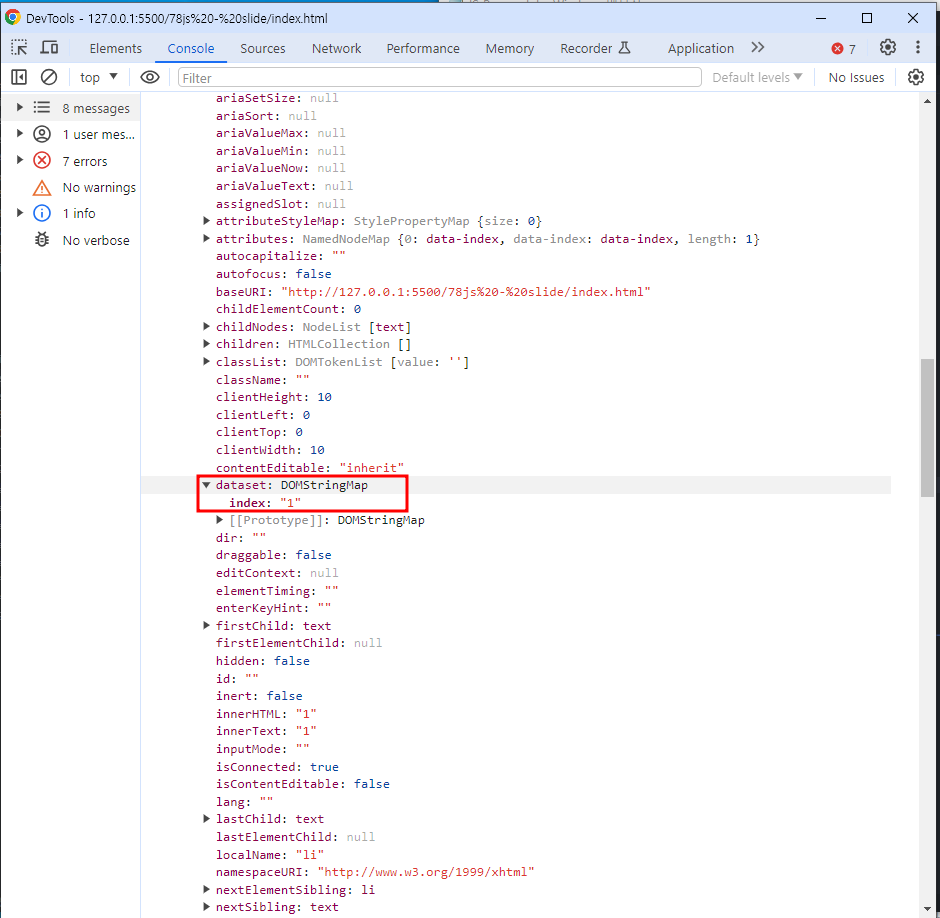 DevTools - 127.0.0.1:5500/78js%20-%20slide/index.html
Elements Console Sources Network Performance Memory Recorder Application 7
top Filter Default levels No Issues
8 messages
1 user mes...
7 errors
No warnings
1 info
No verbose
ariaSetSize: null
ariaSort: null
ariaValueMax: null
ariaValueMin: null
ariaValueNow: null
ariaValueText: null
assignedSlot: null
attributeStyleMap: StylePropertyMap {size: 0}
attributes: NamedNodeMap {0: data-index, data-index: data-index, length: 1}
autocapitalize: ""
autofocus: false
baseURI: "http://127.0.0.1:5500/78js%20-%20slide/index.html"
childElementCount: 0
childNodes: NodeList [text]
children: HTMLCollection []
classList: DOMTokenList [value: '']
className: ""
clientHeight: 10
clientLeft: 0
clientTop: 0
clientWidth: 10
contentEditable: "inherit"
dataset: DOMStringMap
index: "1"
[[Prototype]]: DOMStringMap
dir: ""
draggable: false
editContext: null
elementTiming: ""
enterKeyHint: ""
firstChild: text
firstElementChild: null
hidden: false
id: ""
inert: false
innerHTML: "1"
innerText: "1"
inputMode: ""
isConnected: true
isContentEditable: false
lang: ""
lastChild: text
lastElementChild: null
localName: "li"
namespaceURI: "http://www.w3.org/1999/xhtml"
nextElementSibling: li
nextSibling: text